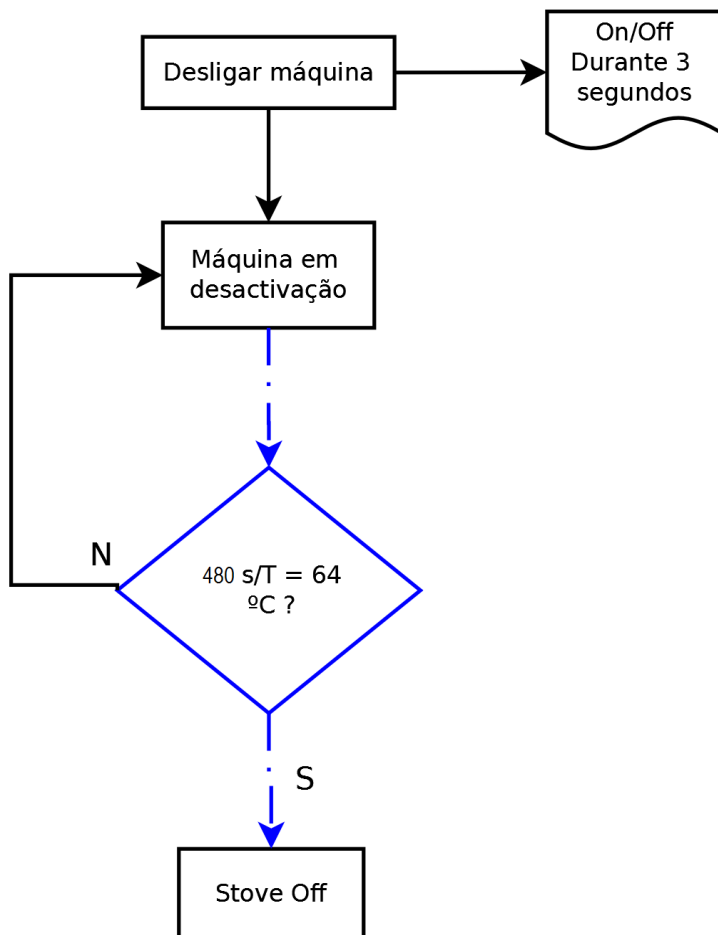 Desligar máquina
On/Off
Durante 3
segundos
Máquina em
desactivação
N
480 s/T = 64
ºC ?
S
Stove Off